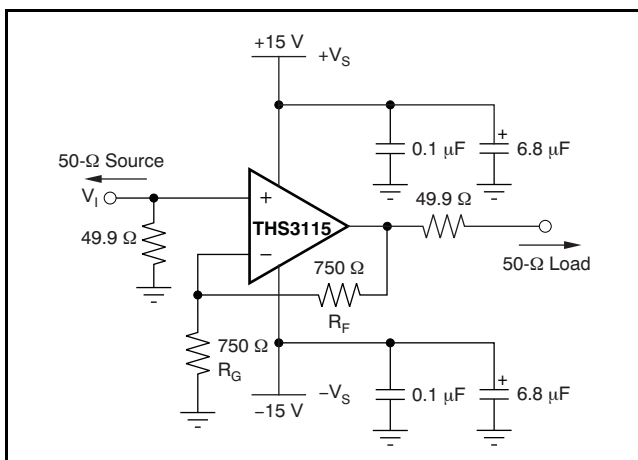 +15 V
+V_S
0.1 μF
6.8 μF
+
50-Ω Source
V_I
49.9 Ω
+
THS3115
−
49.9 Ω
50-Ω Load
750 Ω
R_F
750 Ω
R_G
−V_S
−15 V
0.1 μF
6.8 μF
+